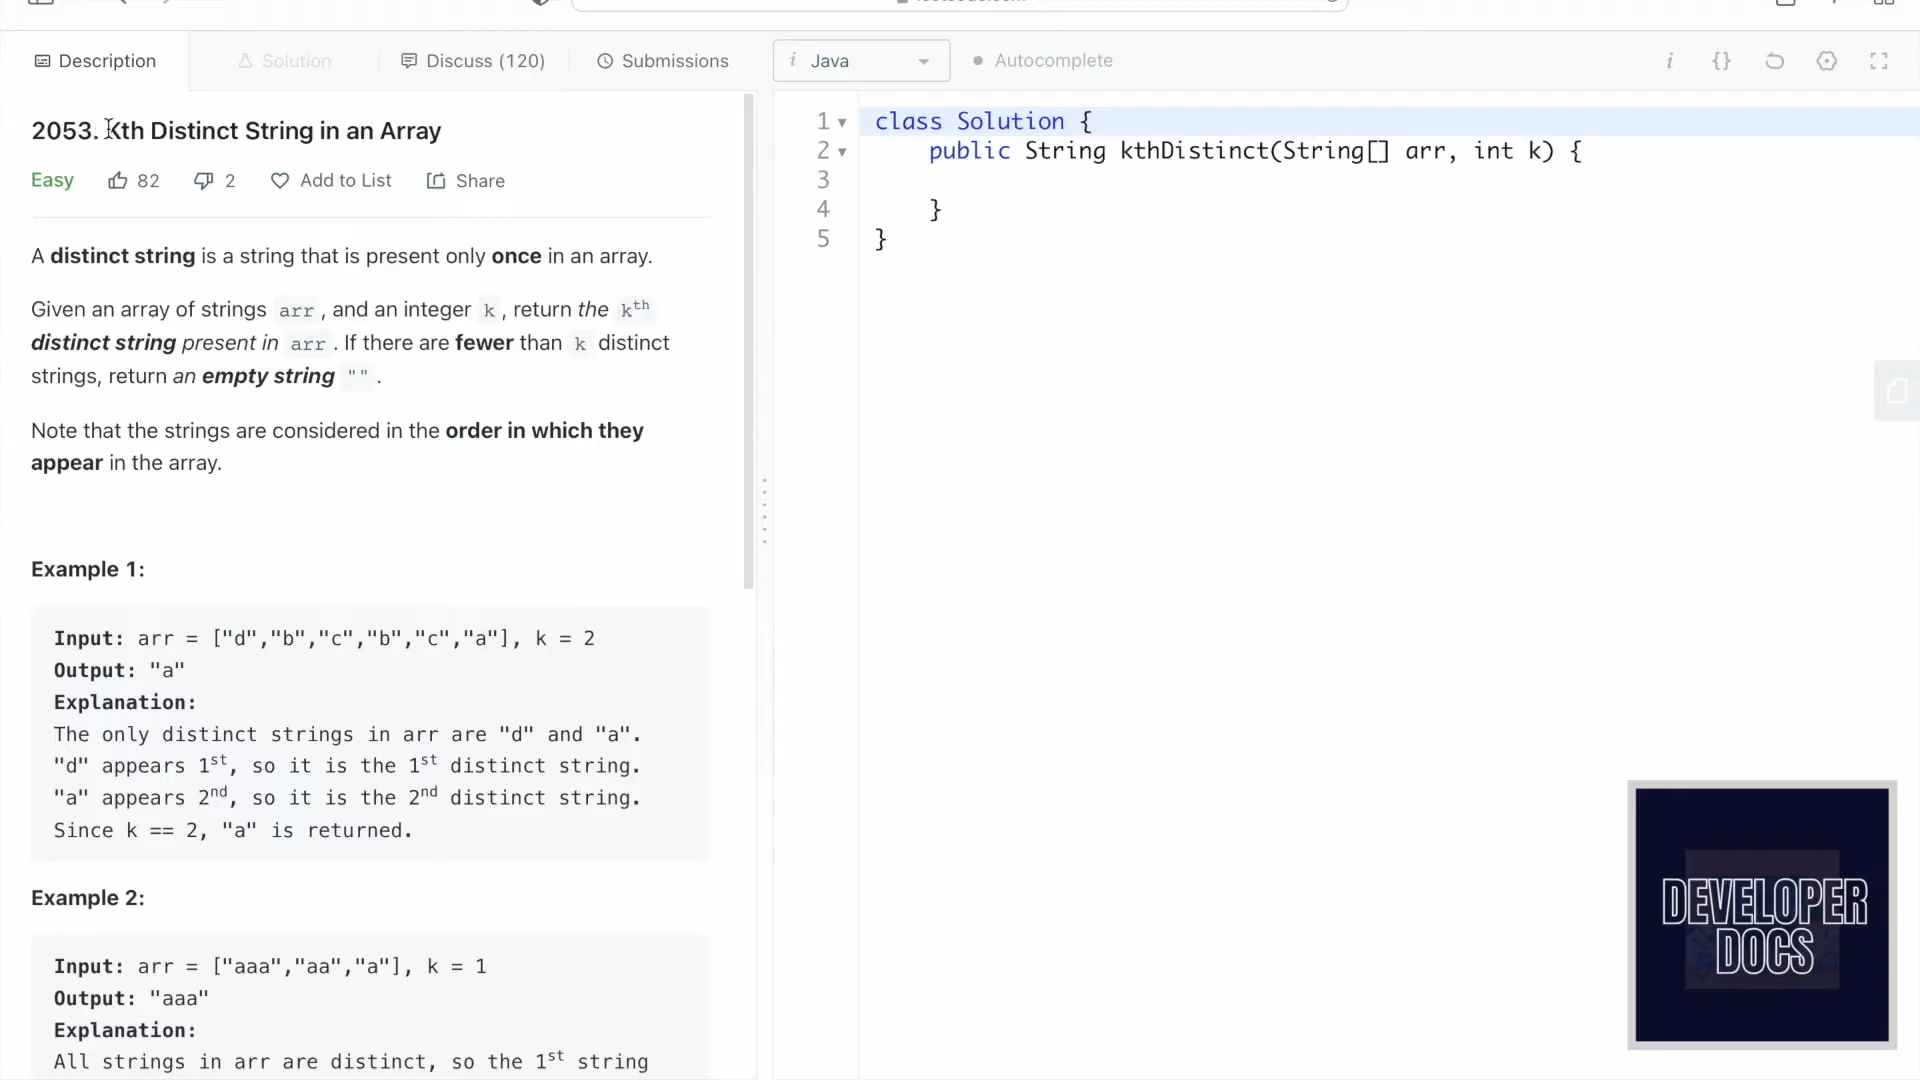 Description
Solution
Discuss (120)
Submissions
i Java
Autocomplete
i {}
2053. Kth Distinct String in an Array
Easy 82 2 Add to List Share
A distinct string is a string that is present only once in an array.
Given an array of strings arr, and an integer k, return the kth
distinct string present in arr. If there are fewer than k distinct
strings, return an empty string "".
Note that the strings are considered in the order in which they
appear in the array.
Example 1:
Input: arr = ["d","b","c","b","c","a"], k = 2
Output: "a"
Explanation:
The only distinct strings in arr are "d" and "a".
"d" appears 1st, so it is the 1st distinct string.
"a" appears 2nd, so it is the 2nd distinct string.
Since k == 2, "a" is returned.
Example 2:
Input: arr = ["aaa","aa","a"], k = 1
Output: "aaa"
Explanation:
All strings in arr are distinct, so the 1st string
1 class Solution {
2 public String kthDistinct(String[] arr, int k) {
3
4 }
5 }
DEVELOPER
DOCS